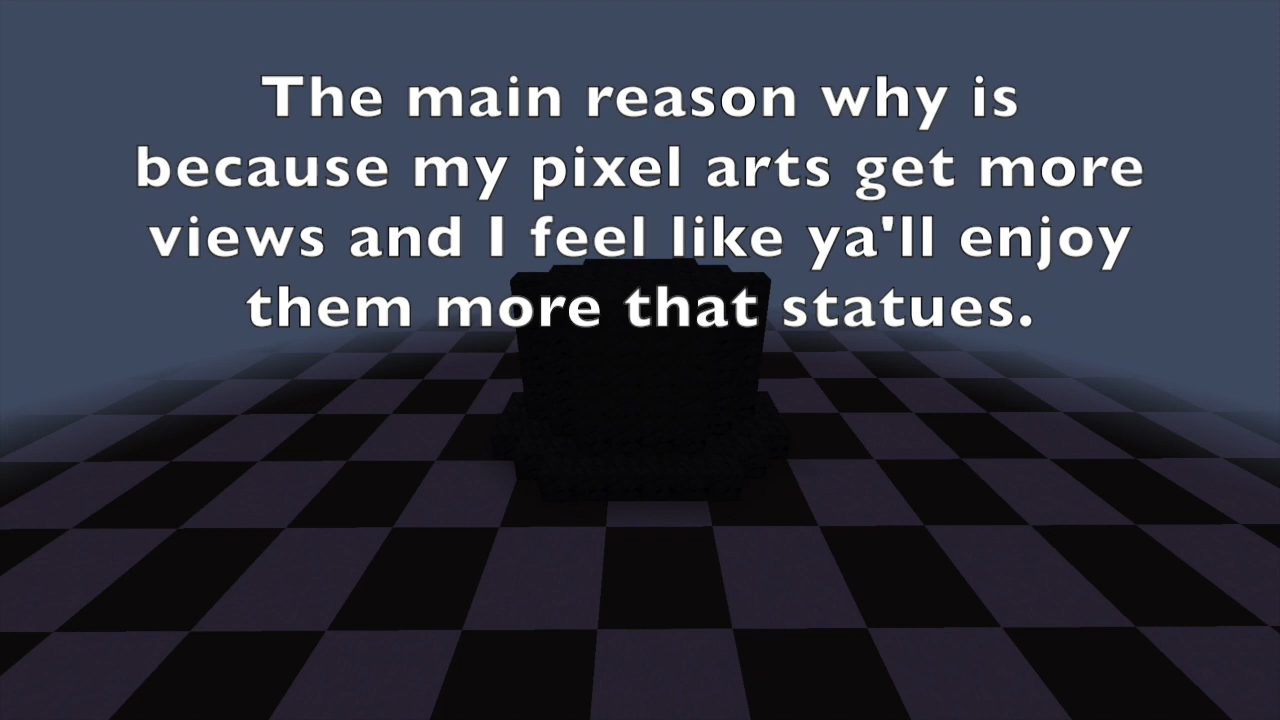 The main reason why is
because my pixel arts get more
views and I feel like ya'll enjoy
them more that statues.